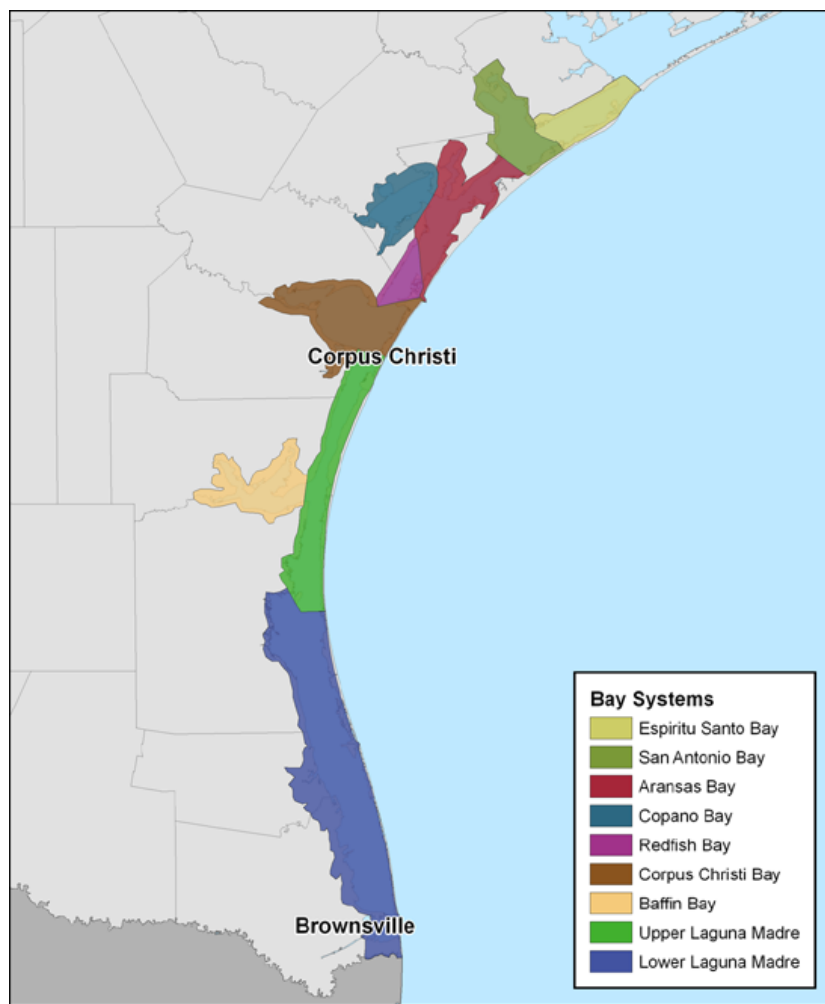 Corpus Christi
Brownsville
Bay Systems
Espiritu Santo Bay
San Antonio Bay
Aransas Bay
Copano Bay
Redfish Bay
Corpus Christi Bay
Baffin Bay
Upper Laguna Madre
Lower Laguna Madre